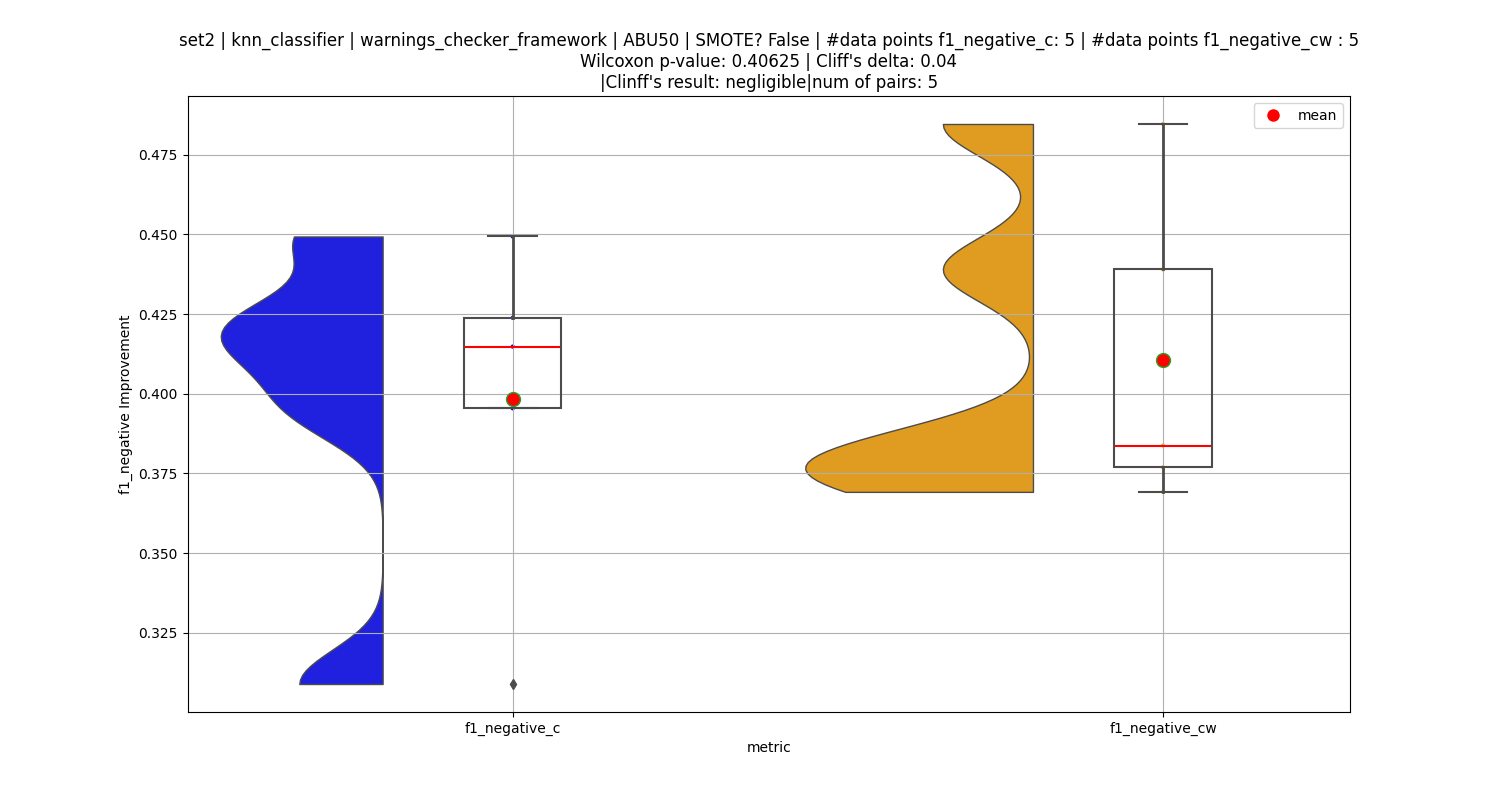 set2 | knn_classifier | warnings_checker_framework | ABU50 | SMOTE? False | #data points f1_negative_c: 5 | #data points f1_negative_cw : 5
Wilcoxon p-value: 0.40625 | Cliff's delta: 0.04
|Clinff's result: negligible|num of pairs: 5
mean
0.475
0.450
0.425
0.400
0.375
0.350
0.325
f1_negative Improvement
f1_negative_c
f1_negative_cw
metric